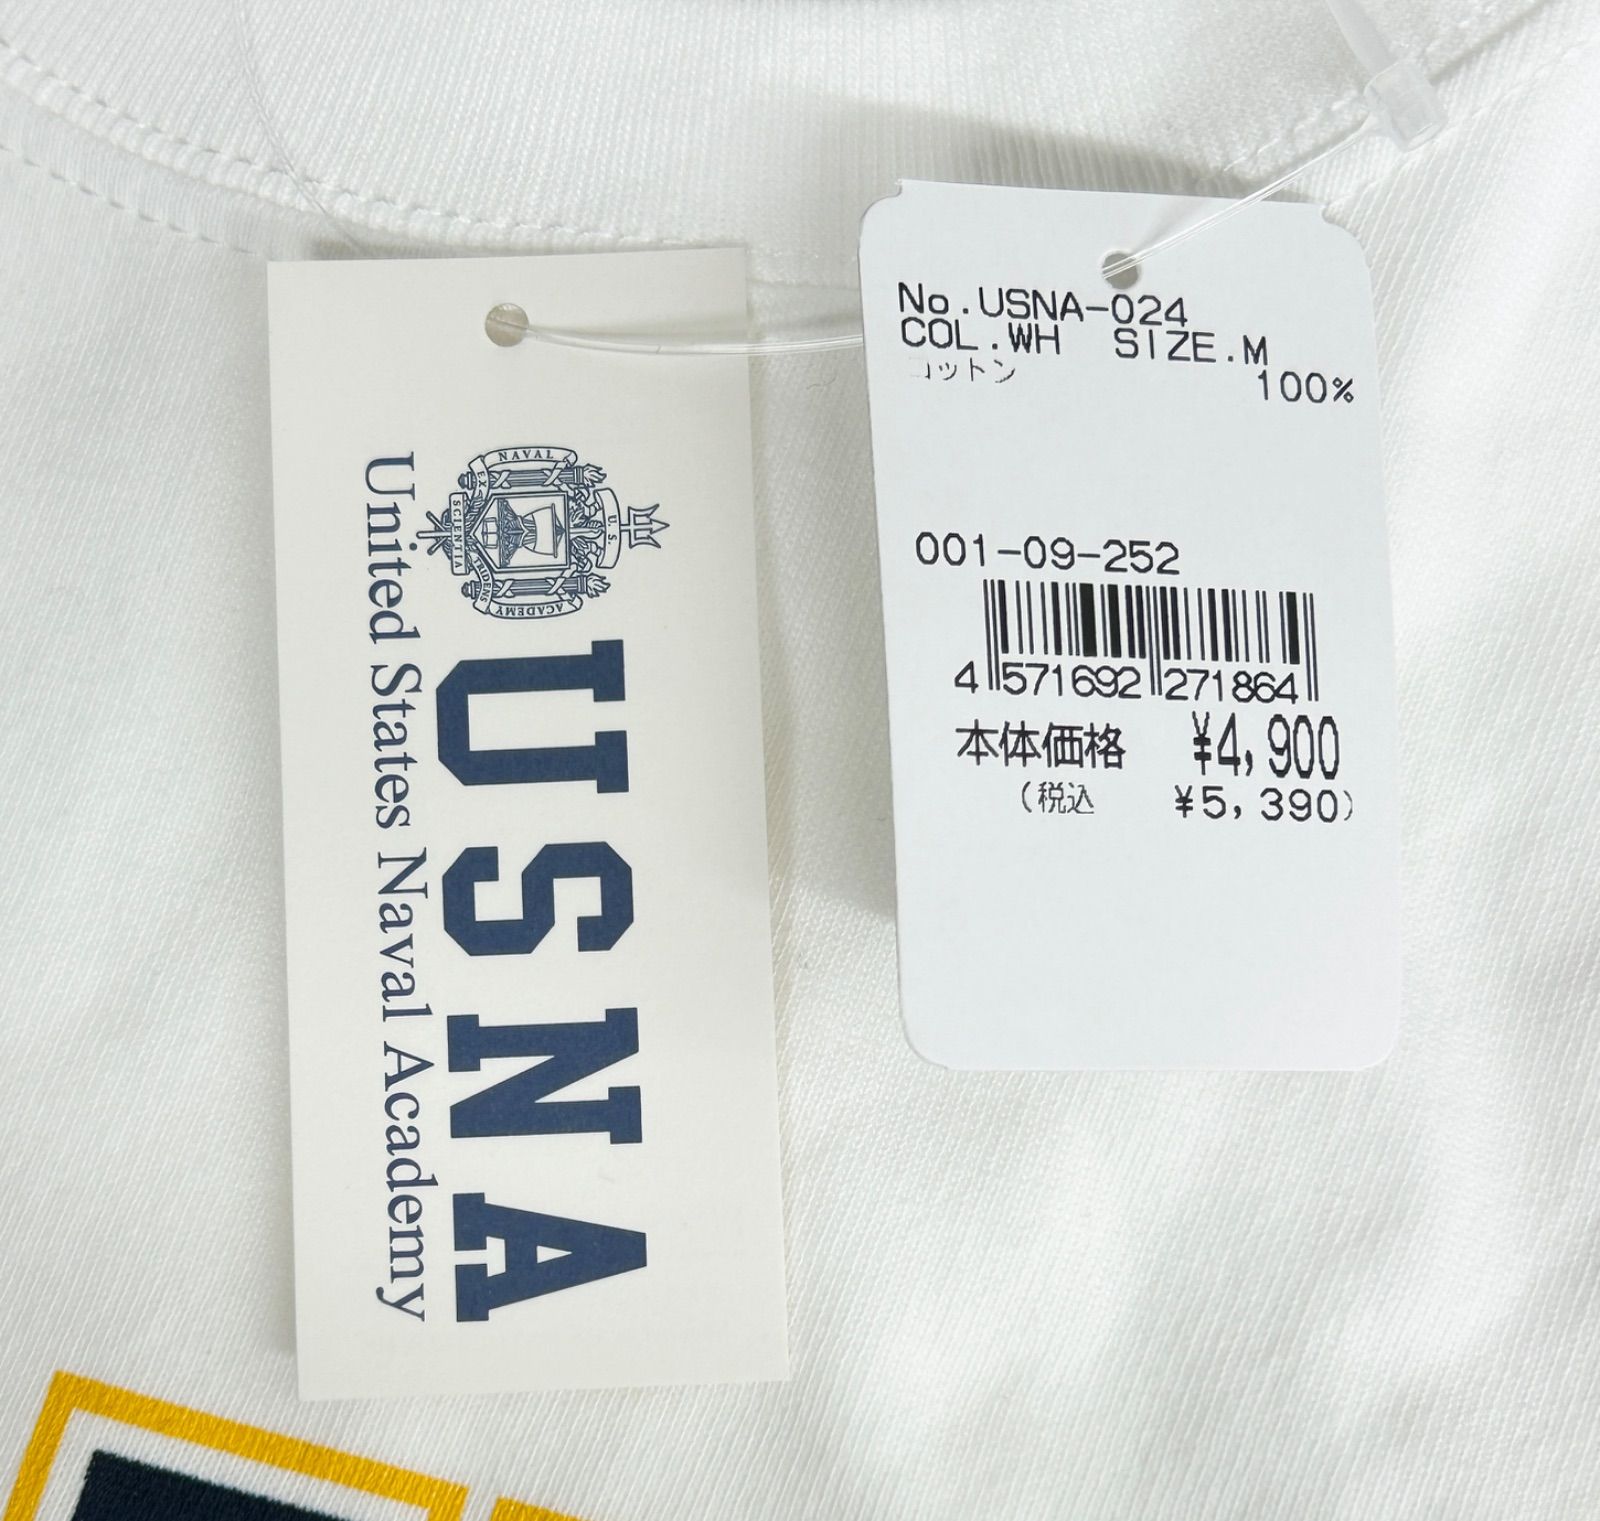 NAVAL
U.S.
EX
SCIENTIA
TRIDENS
ACADEMY
USNA
United States Naval Academy
No.USNA-024
COL.WH SIZE.M
コットン 100%
001-09-252
4 571692 271864
本体価格 ¥4,900
(税込 ¥5,390)